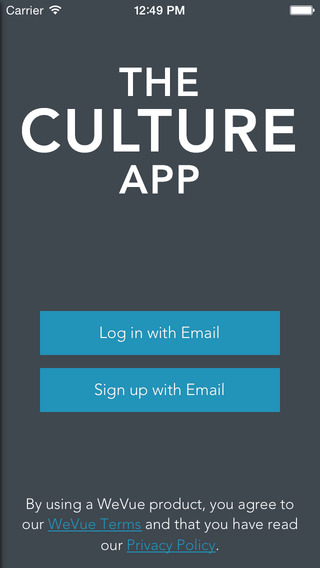 Carrier 12:49 PM
THE
CULTURE
APP
Log in with Email
Sign up with Email
By using a WeVue product, you agree to
our WeVue Terms and that you have read
our Privacy Policy.